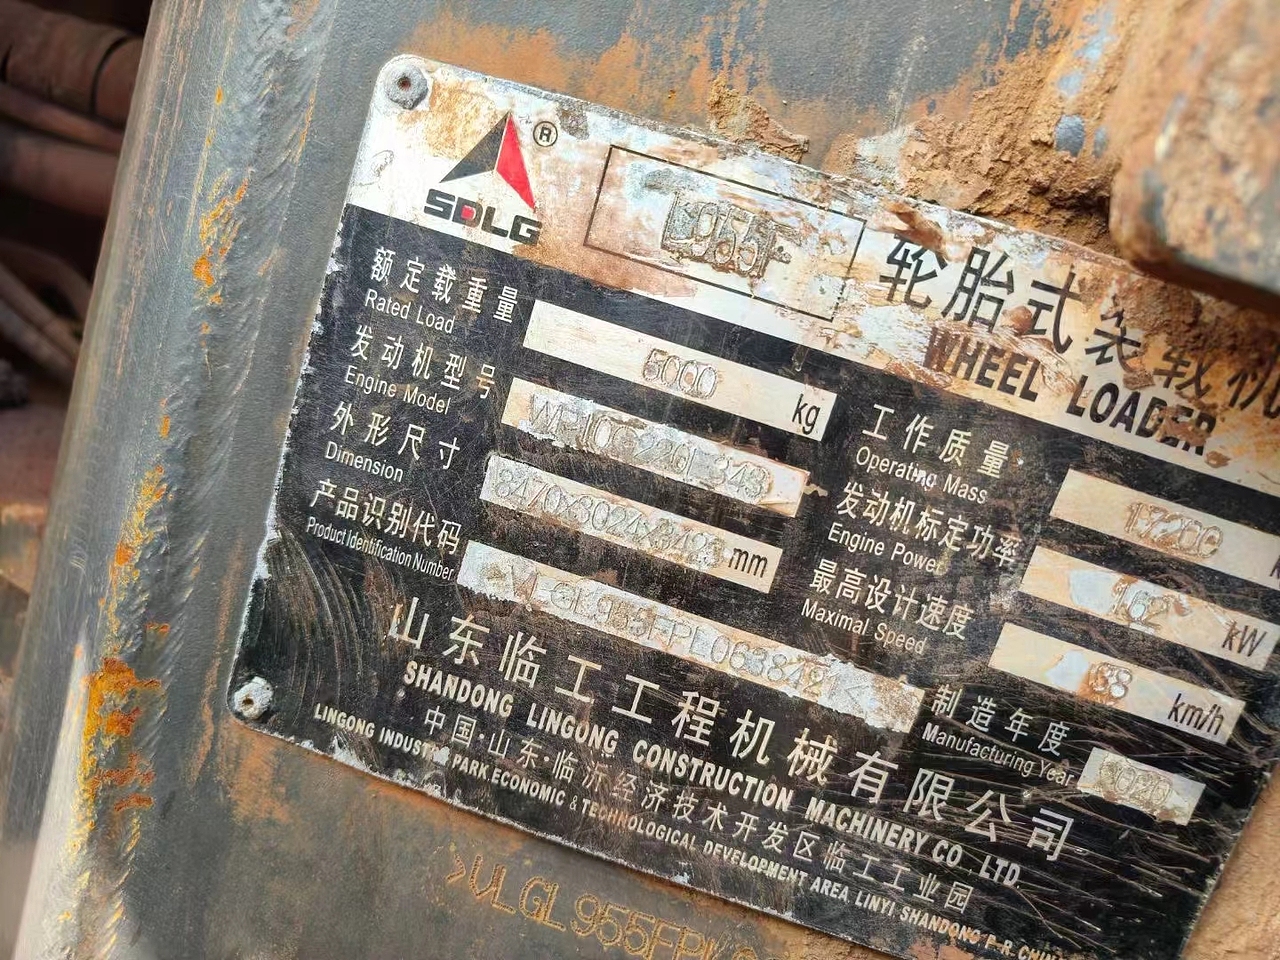 ®
SDLG
L955F
轮胎式装载机
WHEEL LOADER
额定载重量
Rated Load
5000 kg
发动机型号
Engine Model
WP10G220E343
外形尺寸
Dimension
mm
产品识别代码
Product Identification Number
工作质量
Operating Mass
17200
发动机标定功率
Engine Power
162 kW
最高设计速度
Maximal Speed
38 km/h
制造年度
Manufacturing Year
2020
山东临工工程机械有限公司
SHANDONG LINGONG CONSTRUCTION MACHINERY CO., LTD.
中国·山东·临沂经济技术开发区临工工业园
LINGONG INDUSTRY PARK,ECONOMIC &TECHNOLOGICAL DEVELOPMENT AREA LINYI SHANDONG P.R. CHINA
>VLGL955FP